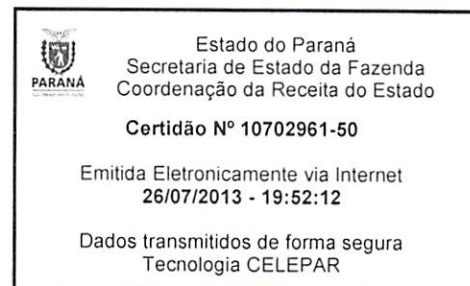 PARANÁ
Estado do Paraná
Secretaria de Estado da Fazenda
Coordenação da Receita do Estado
Certidão Nº 10702961-50
Emitida Eletronicamente via Internet
26/07/2013 - 19:52:12
Dados transmitidos de forma segura
Tecnologia CELEPAR